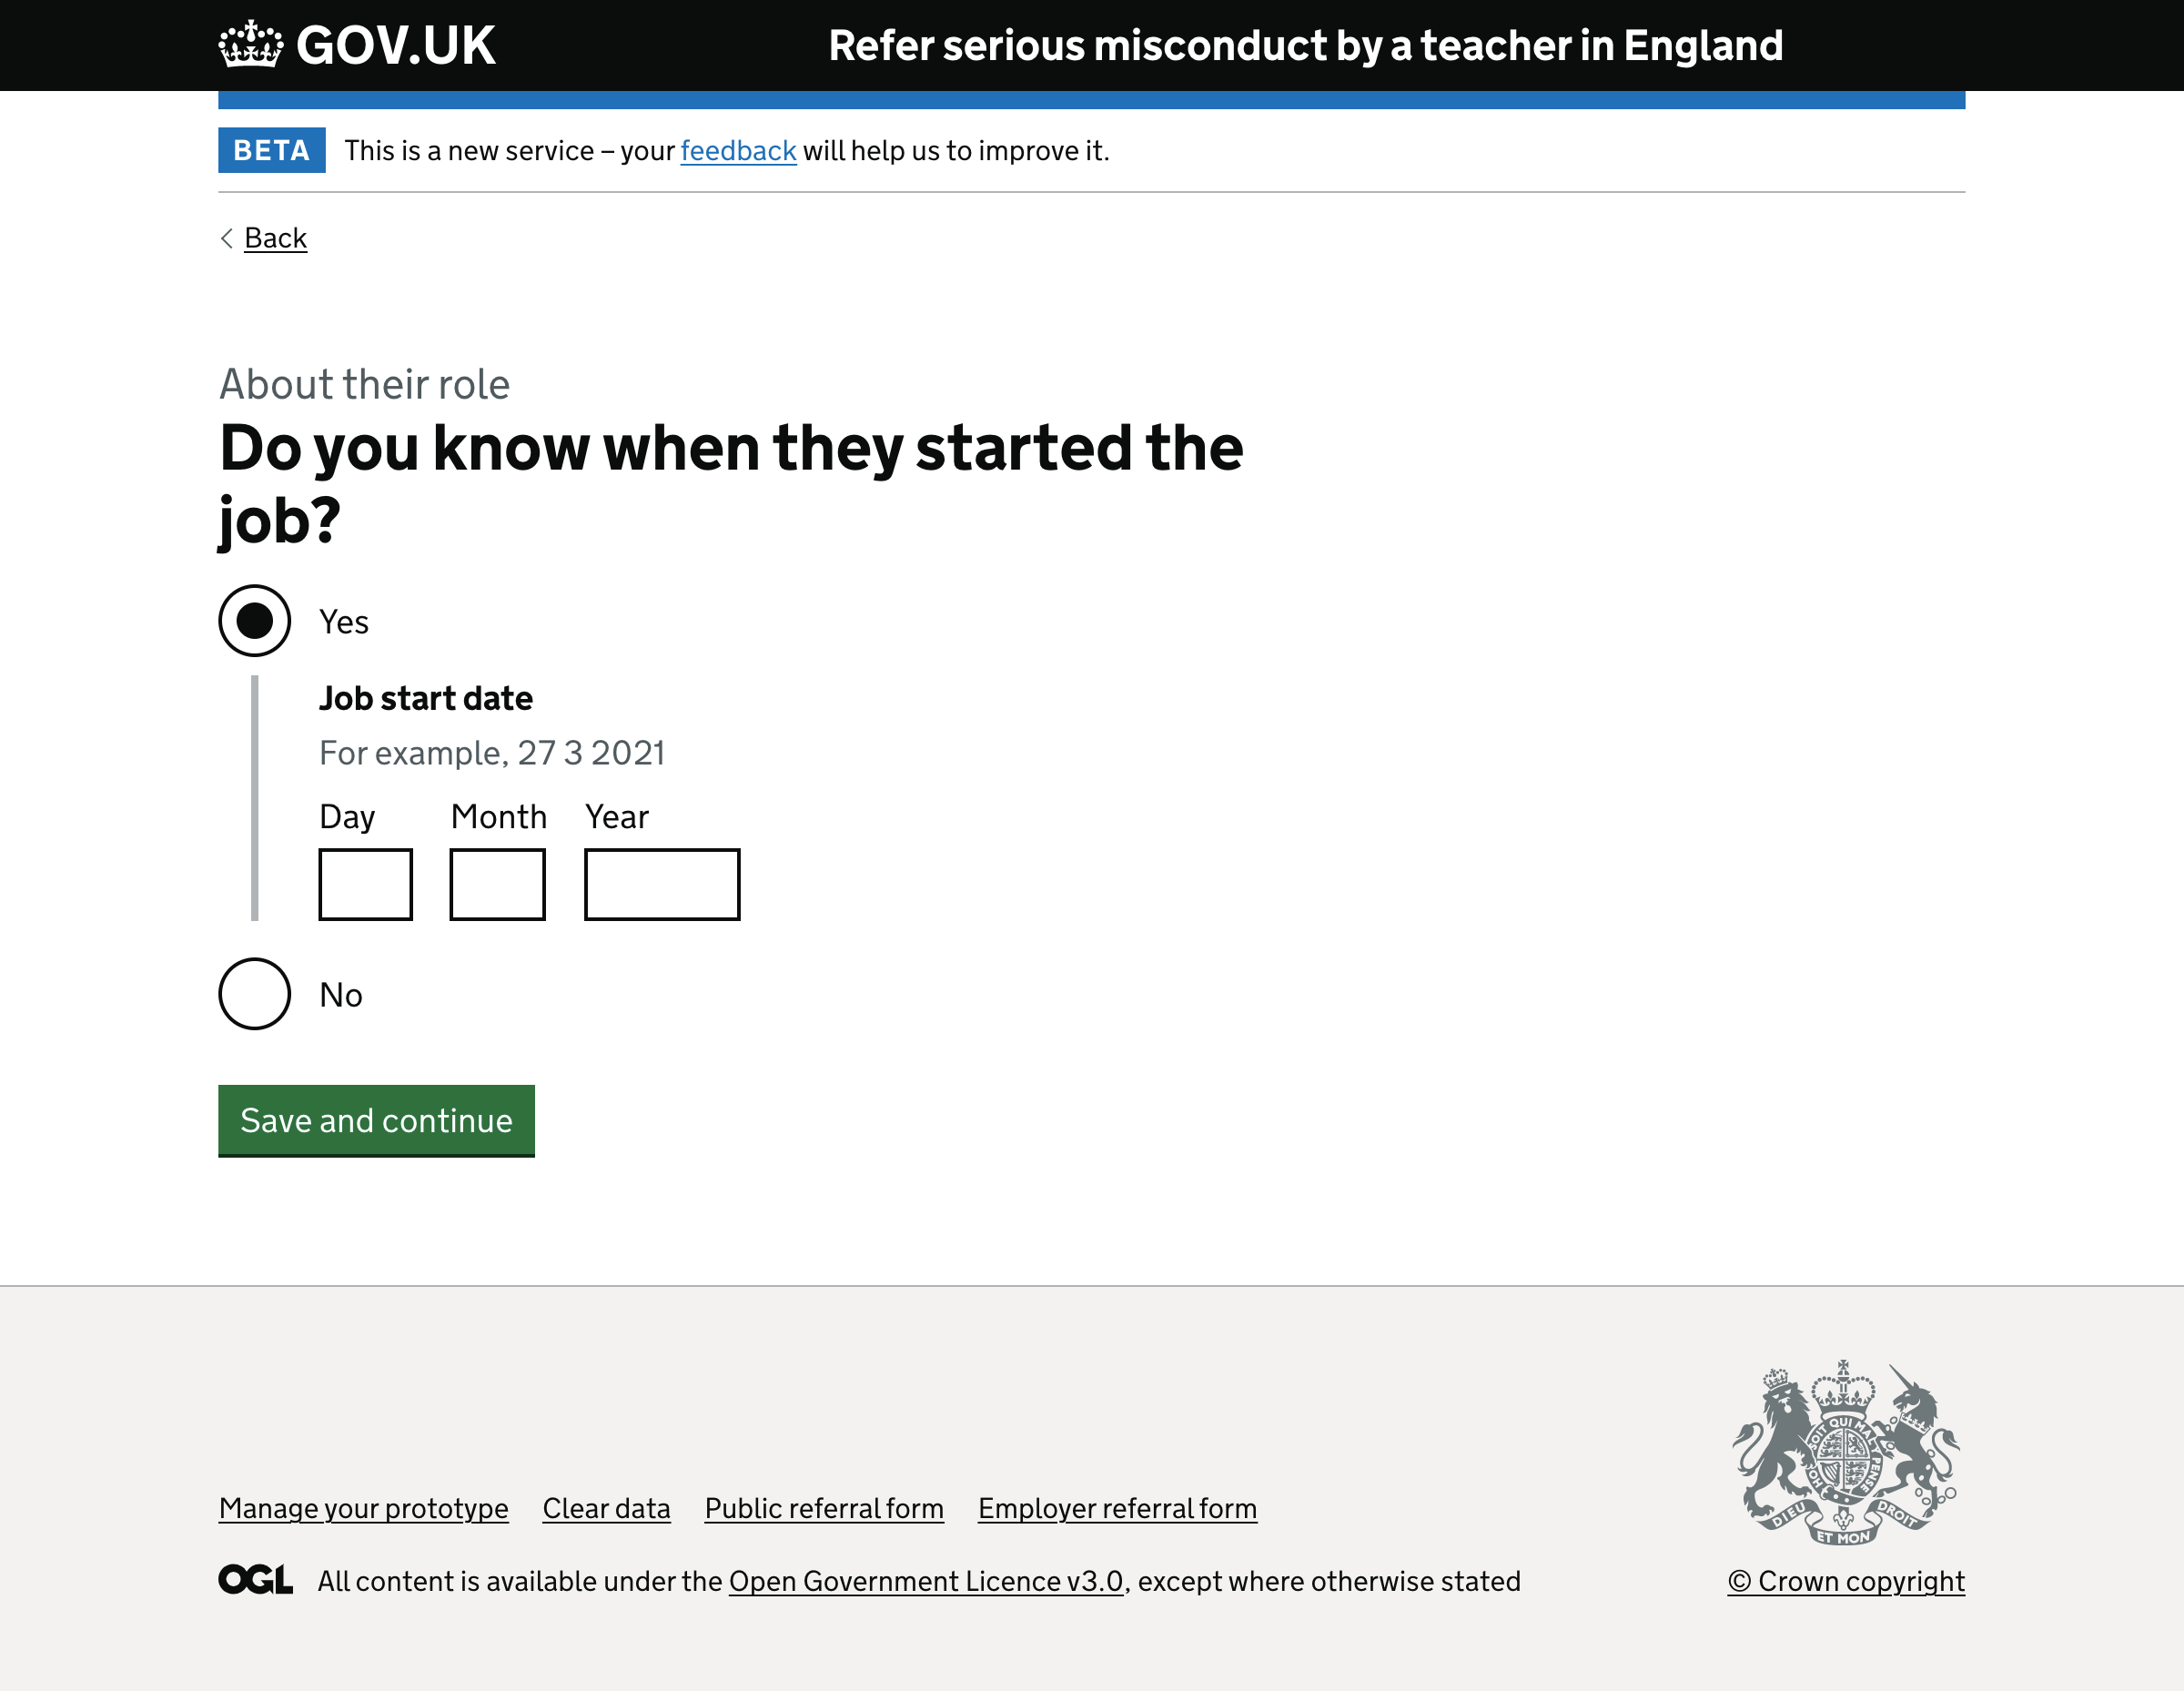 GOV.UK
Refer serious misconduct by a teacher in England
BETA This is a new service – your feedback will help us to improve it.
Back
About their role
Do you know when they started the
job?
Yes
Job start date
For example, 27 3 2021
Day Month Year
No
Save and continue
Manage your prototype Clear data Public referral form Employer referral form
OGL All content is available under the Open Government Licence v3.0, except where otherwise stated
SOIT QUI MAL Y PENSE
DIEU ET MON DROIT
© Crown copyright